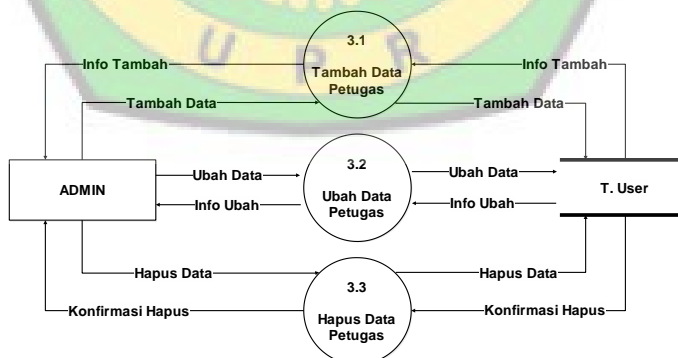 U P R
3.1
Info Tambah
Tambah Data
Petugas
Info Tambah
Tambah Data
Tambah Data
3.2
Ubah Data
Ubah Data
ADMIN
Ubah Data
Petugas
T. User
Info Ubah
Info Ubah
3.3
Hapus Data
Hapus Data
Konfirmasi Hapus
Hapus Data
Petugas
Konfirmasi Hapus